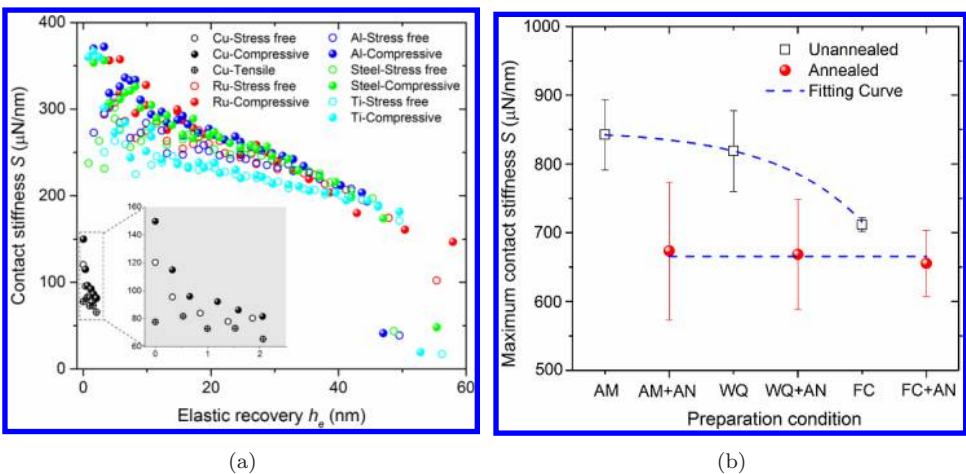 (a)
400
300
200
100
0
Contact stiffness S (μN/nm)
Cu-Stress free
Cu-Compressive
Cu-Tensile
Ru-Stress free
Ru-Compressive
Al-Stress free
Al-Compressive
Steel-Stress free
Steel-Compressive
Ti-Stress free
Ti-Compressive
160
140
120
100
80
60
0 1 2
0 10 20 30 40 50 60
Elastic recovery he (nm)
(b)
1000
900
800
700
600
500
Maximum contact stiffness S (μN/nm)
Unannealed
Annealed
Fitting Curve
AM AM+AN WQ WQ+AN FC FC+AN
Preparation condition
(a)
(b)